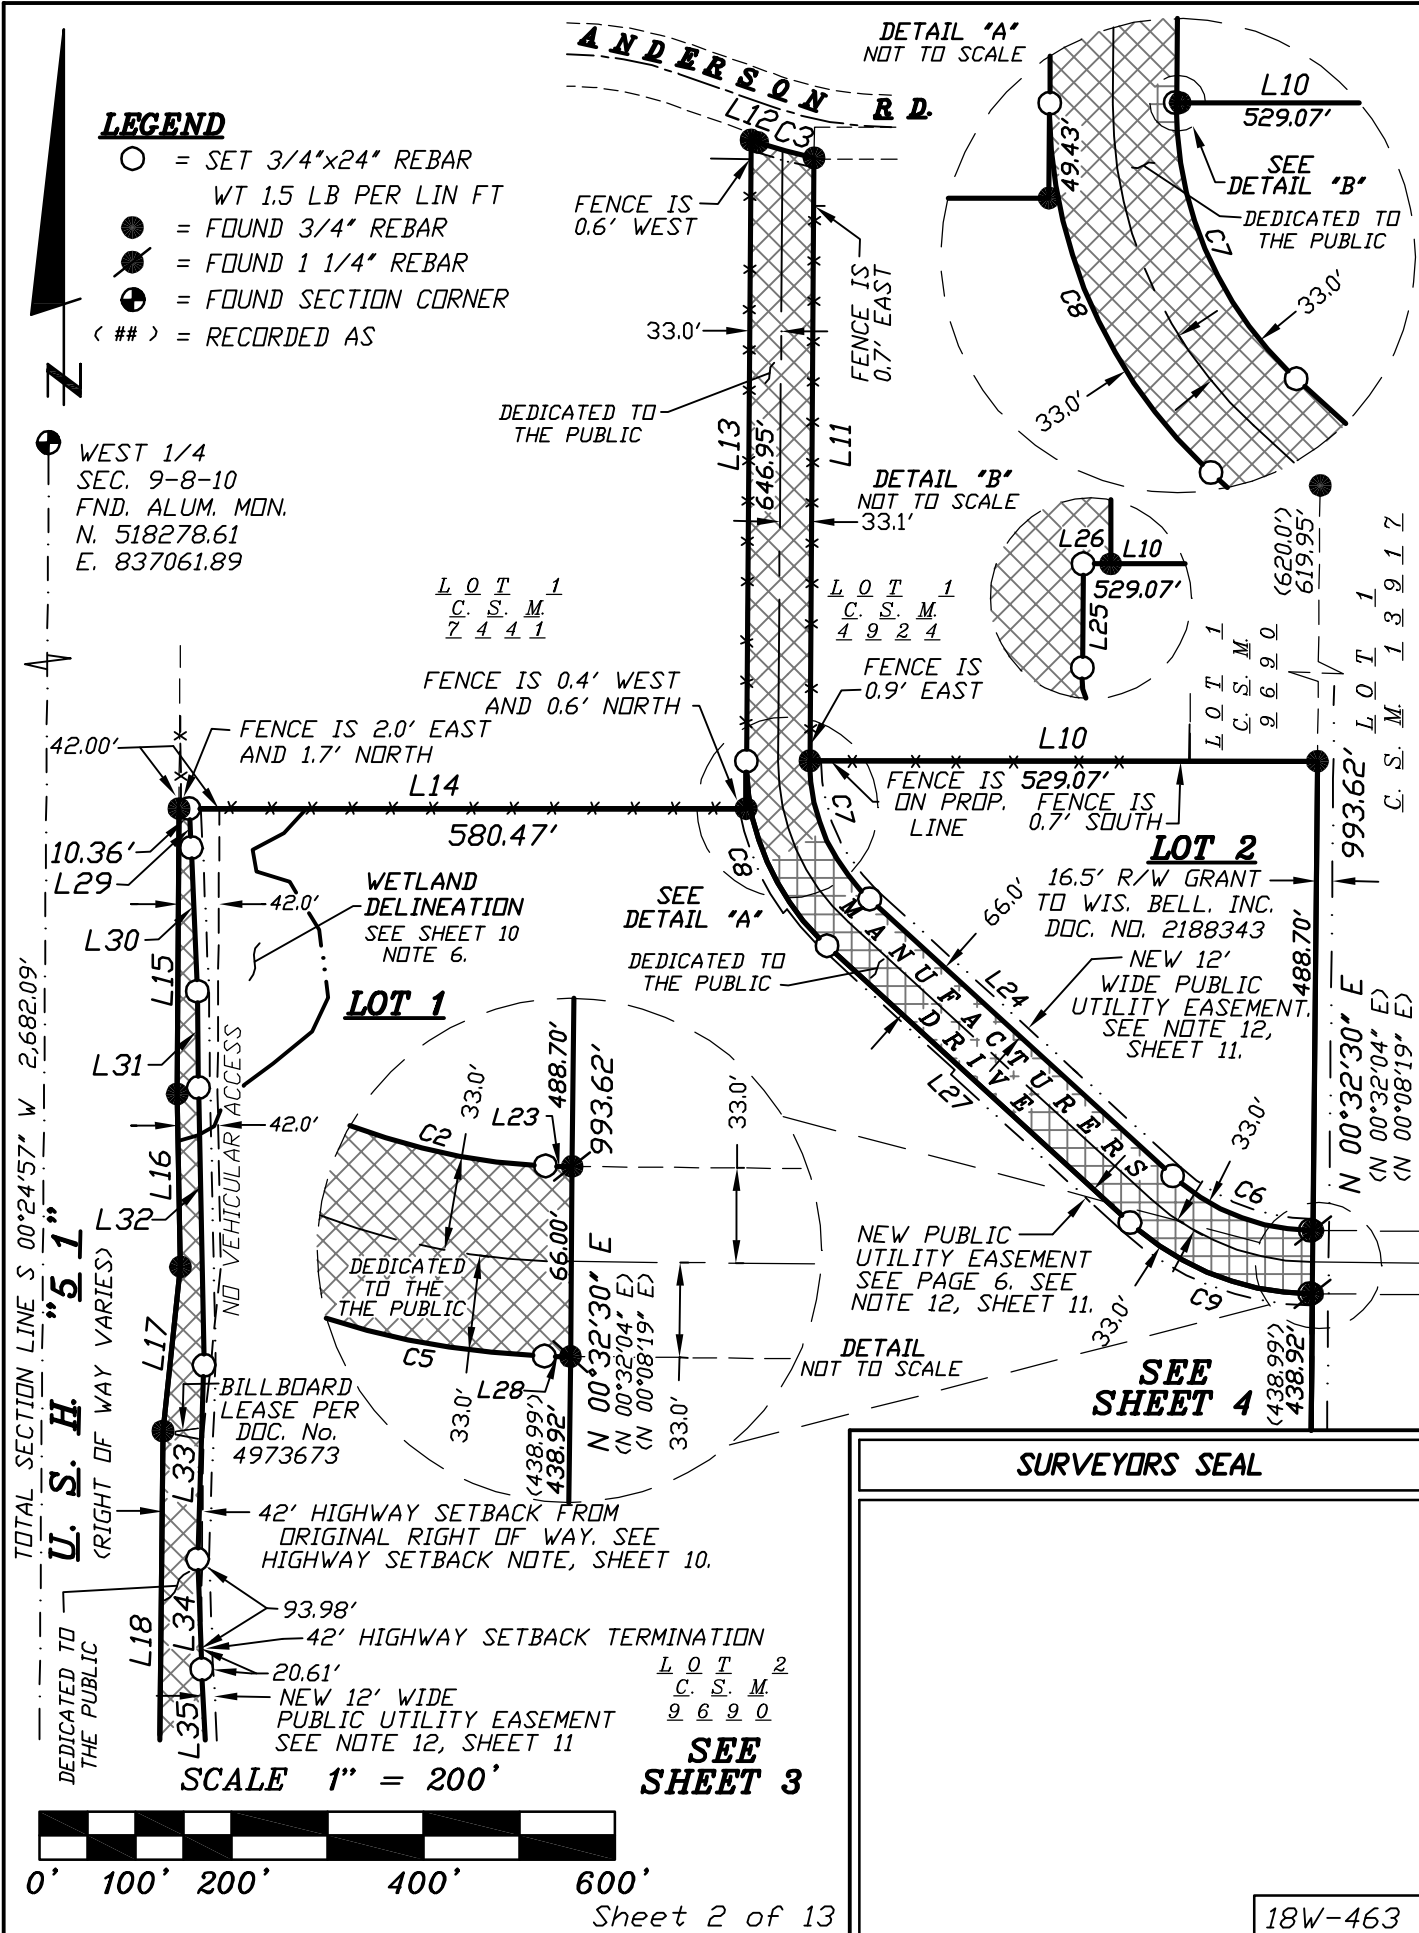 ANDERSON RD.
DETAIL "A"
NOT TO SCALE
L10
529.07'
49.43'
SEE
DETAIL "B"
DEDICATED TO
THE PUBLIC
C7
C8
33.0'
33.0'
LEGEND
= SET 3/4"x24" REBAR
WT 1.5 LB PER LIN FT
= FOUND 3/4" REBAR
= FOUND 1 1/4" REBAR
= FOUND SECTION CORNER
( ## ) = RECORDED AS
N
L12
C3
FENCE IS
0.6' WEST
FENCE IS
0.7' EAST
33.0'
DEDICATED TO
THE PUBLIC
L13
646.95'
L11
33.1'
WEST 1/4
SEC. 9-8-10
FND. ALUM. MON.
N. 518278.61
E. 837061.89
DETAIL "B"
NOT TO SCALE
L26
L10
529.07'
L25
(620.0')
619.95'
LOT 1
C. S. M.
7441
LOT 1
C. S. M.
4924
LOT 1
C. S. M.
9690
LOT 1
C. S. M. 13917
FENCE IS 0.4' WEST
AND 0.6' NORTH
FENCE IS
0.9' EAST
FENCE IS 2.0' EAST
AND 1.7' NORTH
42.00'
L14
580.47'
L10
529.07'
FENCE IS
ON PROP.
LINE
FENCE IS
0.7' SOUTH
C7
C8
10.36'
L29
42.0'
L30
L15
WETLAND
DELINEATION
SEE SHEET 10
NOTE 6.
SEE
DETAIL "A"
DEDICATED TO
THE PUBLIC
LOT 2
16.5' R/W GRANT
TO WIS. BELL. INC.
DOC. NO. 2188343
NEW 12'
WIDE PUBLIC
UTILITY EASEMENT.
SEE NOTE 12,
SHEET 11.
66.0'
L24
MANUFACTURERS
DRIVE
L27
993.62'
488.70'
N 00°32'30" E
(N 00°32'04" E)
(N 00°08'19" E)
LOT 1
L31
42.0'
L16
L32
NO VEHICULAR ACCESS
TOTAL SECTION LINE S 00°24'57" W 2,682.09'
U. S. H. "51"
(RIGHT OF WAY VARIES)
C2
33.0'
L23
488.70'
993.62'
33.0'
DEDICATED
TO THE
THE PUBLIC
66.00'
N 00°32'30" E
(N 00°32'04" E)
(N 00°08'19" E)
C5
33.0'
L28
(438.99')
438.92'
33.0'
DETAIL
NOT TO SCALE
NEW PUBLIC
UTILITY EASEMENT
SEE PAGE 6. SEE
NOTE 12, SHEET 11.
33.0'
C6
33.0'
C9
(438.99')
438.92'
SEE
SHEET 4
L17
BILLBOARD
LEASE PER
DOC. No.
4973673
L33
42' HIGHWAY SETBACK FROM
ORIGINAL RIGHT OF WAY. SEE
HIGHWAY SETBACK NOTE, SHEET 10.
L18
L34
93.98'
42' HIGHWAY SETBACK TERMINATION
20.61'
NEW 12' WIDE
PUBLIC UTILITY EASEMENT
SEE NOTE 12, SHEET 11
L35
DEDICATED TO
THE PUBLIC
LOT 2
C. S. M.
9690
SEE
SHEET 3
SURVEYORS SEAL
SCALE 1" = 200'
0' 100' 200' 400' 600'
Sheet 2 of 13
18W-463